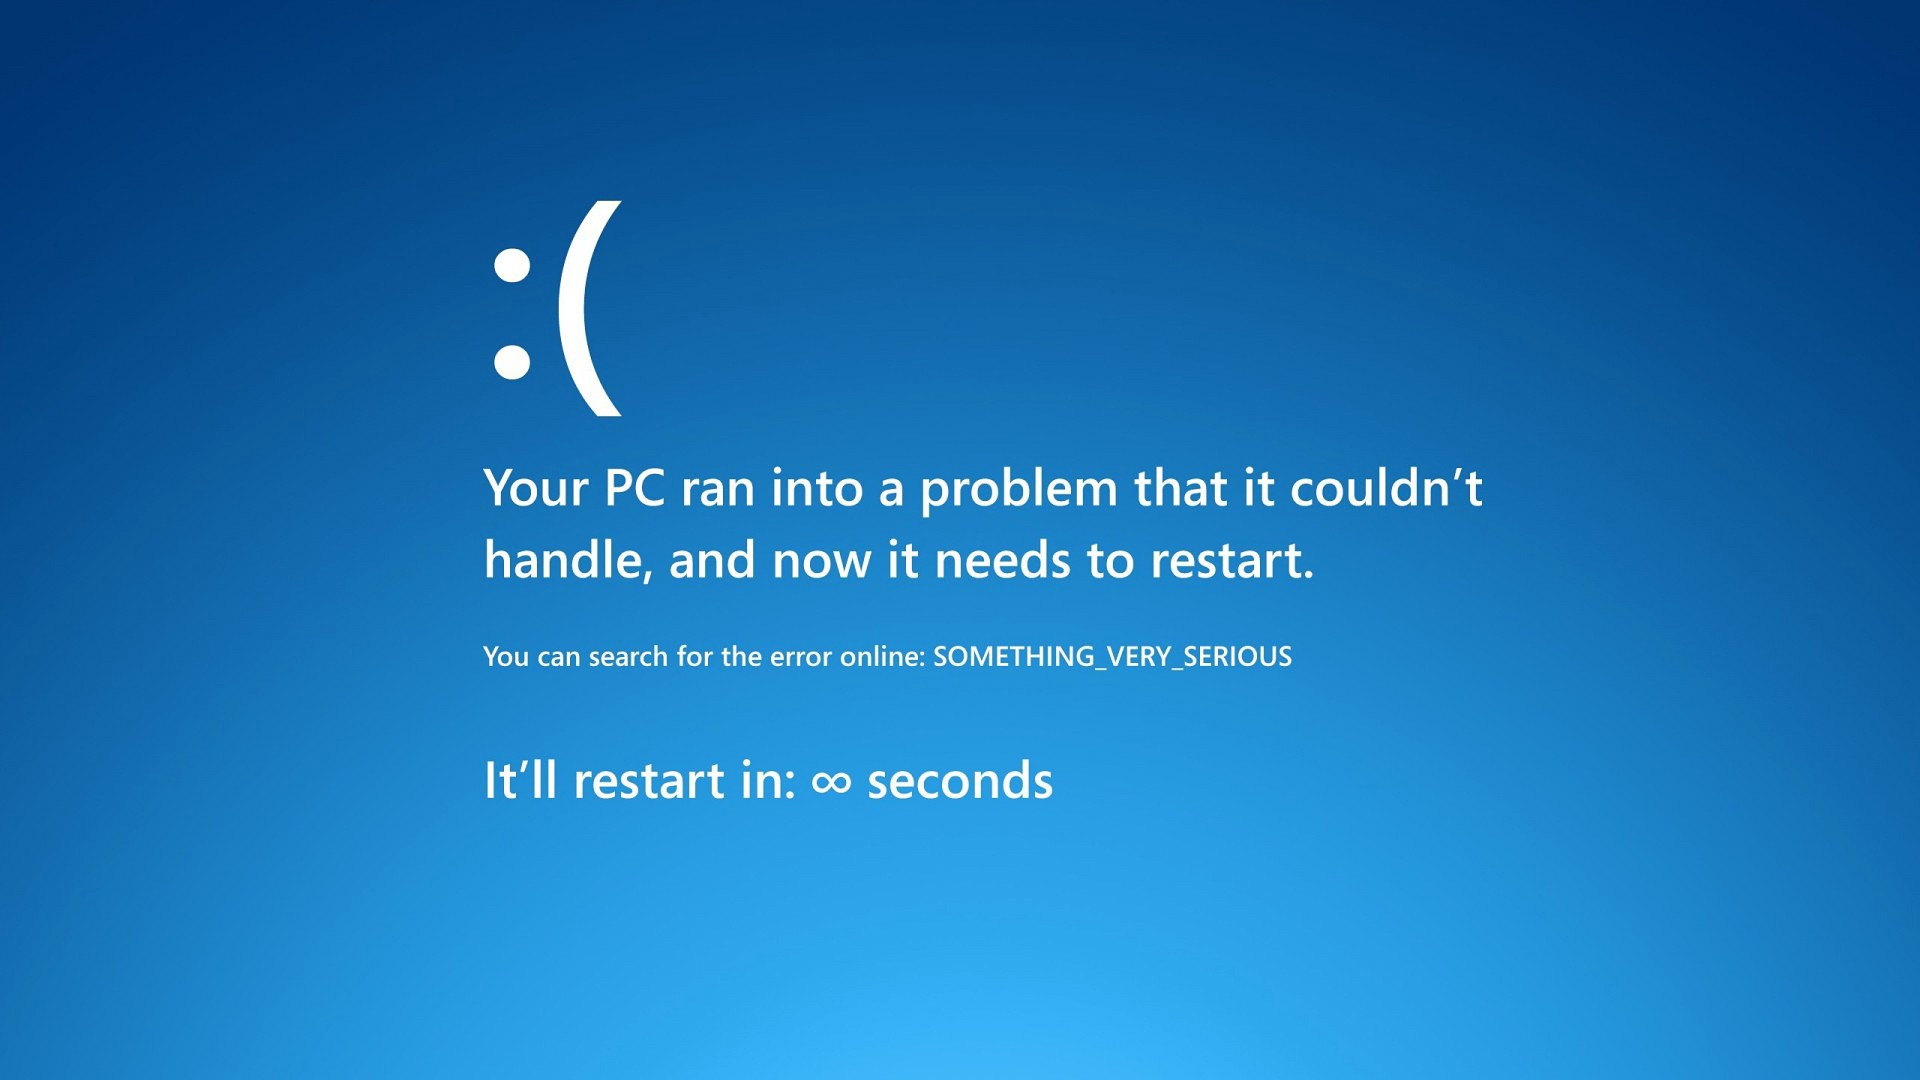 :(
Your PC ran into a problem that it couldn’t
handle, and now it needs to restart.
You can search for the error online: SOMETHING_VERY_SERIOUS
It’ll restart in: ∞ seconds